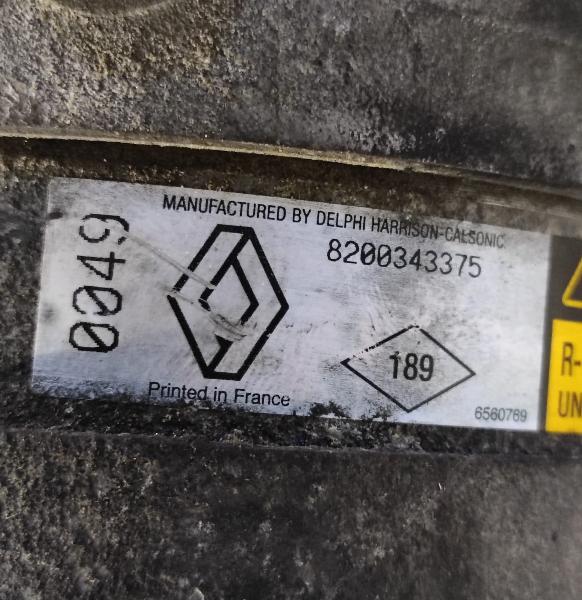 MANUFACTURED BY DELPHI HARRISON-CALSONIC
8200343375
0049
189
Printed in France
6560769
R-
UN